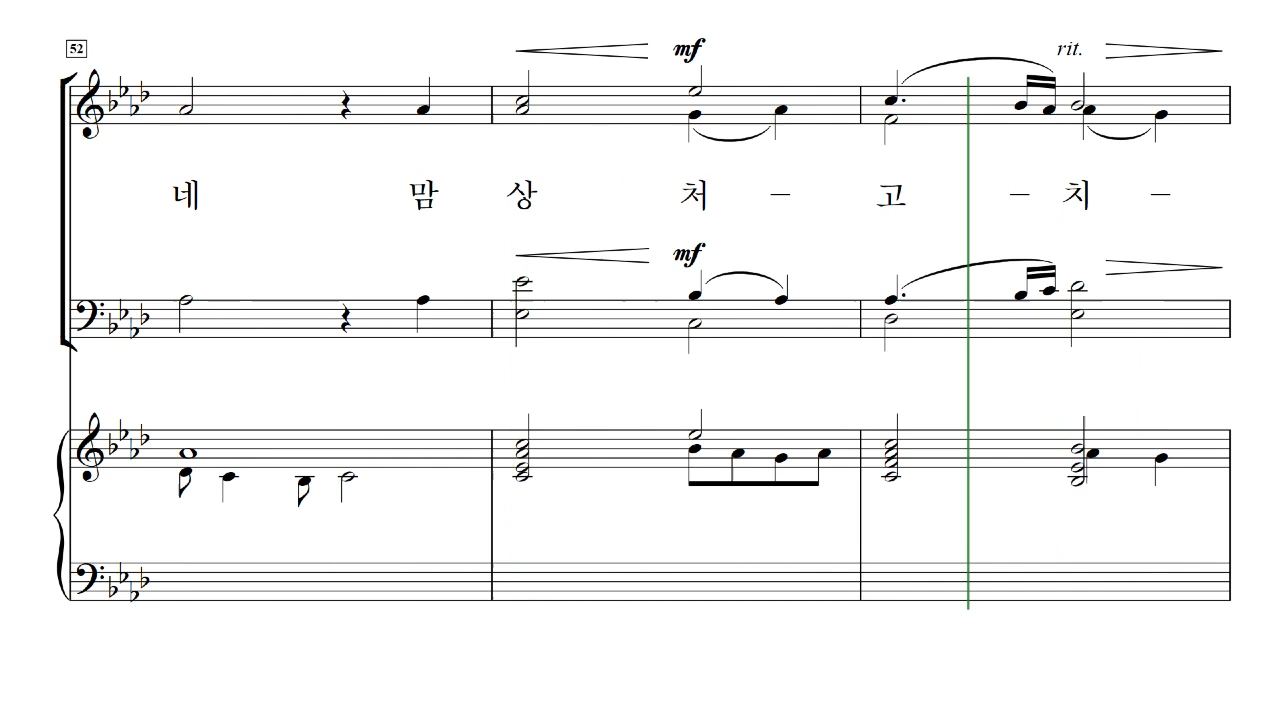 52
mf
rit.
네 맘 상 처 - 고 - 치 -
mf